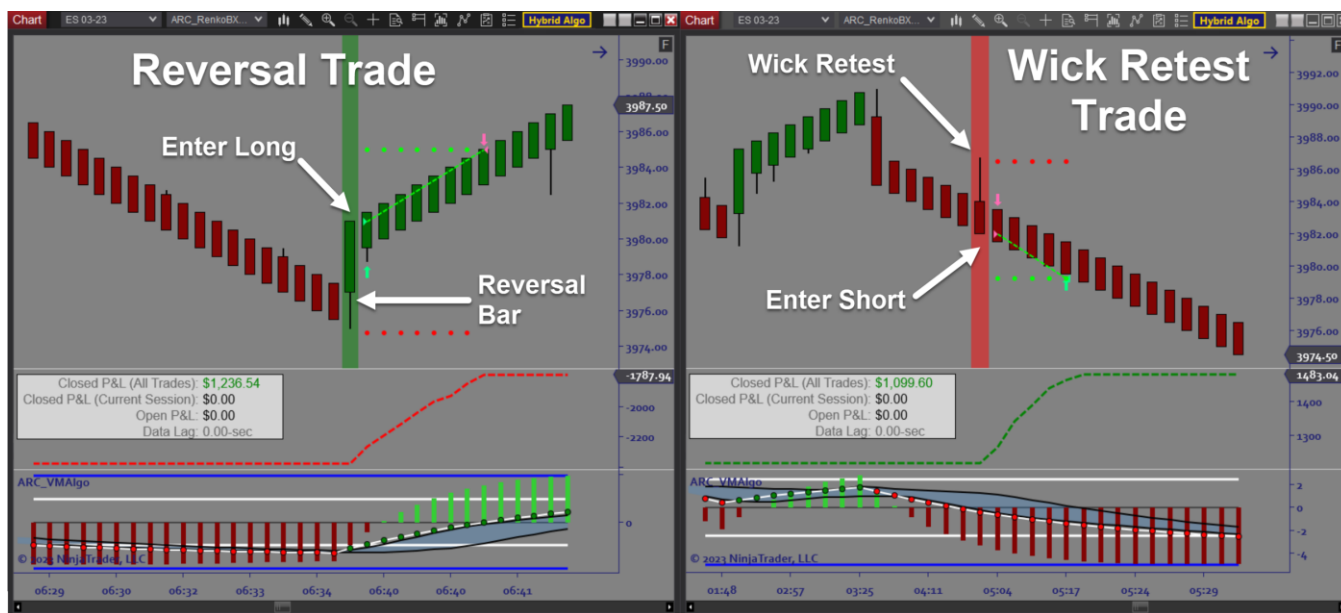 Chart ES 03-23 ARC_RenkoBX... Hybrid Algo
Reversal Trade
Enter Long
Reversal
Bar
F
3990.00
3987.50
3986.00
3984.00
3982.00
3980.00
3978.00
3976.00
3974.00
Closed P&L (All Trades): $1,236.54
Closed P&L (Current Session): $0.00
Open P&L: $0.00
Data Lag: 0.00-sec
-1787.94
-2000
-2200
ARC_VMAlgo
0
© 2023 NinjaTrader, LLC
06:29 06:30 06:32 06:33 06:34 06:40 06:40 06:41
Chart ES 03-23 ARC_RenkoBX... Hybrid Algo
Wick Retest
Wick Retest
Trade
Enter Short
F
3992.00
3990.00
3988.00
3986.00
3984.00
3982.00
3980.00
3978.00
3976.00
3974.50
Closed P&L (All Trades): $1,099.60
Closed P&L (Current Session): $0.00
Open P&L: $0.00
Data Lag: 0.00-sec
1483.04
1400
1300
ARC_VMAlgo
2
0
-2
-4
© 2023 NinjaTrader, LLC
01:48 02:57 03:25 04:11 05:04 05:17 05:24 05:29